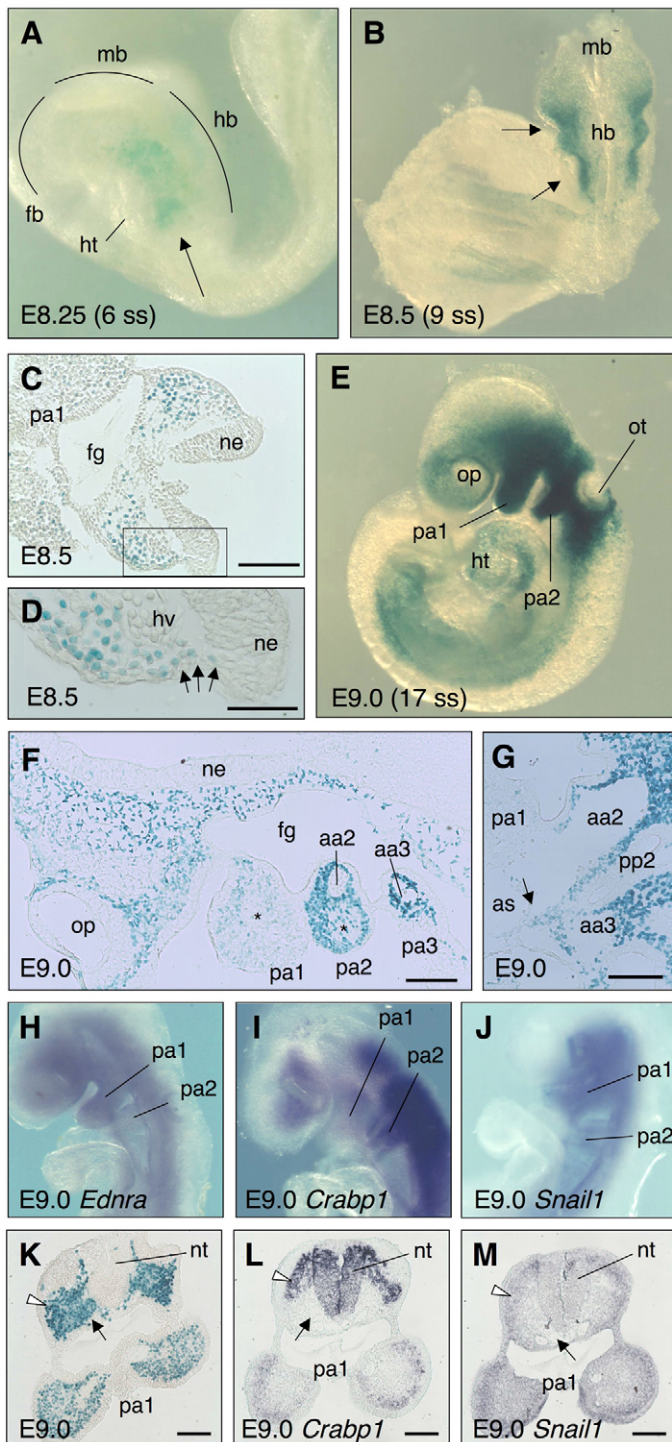 A
mb
hb
fb
ht
E8.25 (6 ss)
B
mb
hb
E8.5 (9 ss)
C
pa1
fg
ne
E8.5
D
hv
ne
E8.5
E
op
ot
pa1
ht
pa2
E9.0 (17 ss)
F
ne
fg
aa2
aa3
op
*
*
pa3
pa1
pa2
E9.0
G
pa1
aa2
pp2
as
aa3
E9.0
H
pa1
pa2
E9.0 Ednra
I
pa1
pa2
E9.0 Crabp1
J
pa1
pa2
E9.0 Snail1
K
nt
pa1
E9.0
L
nt
pa1
E9.0 Crabp1
M
nt
pa1
E9.0 Snail1